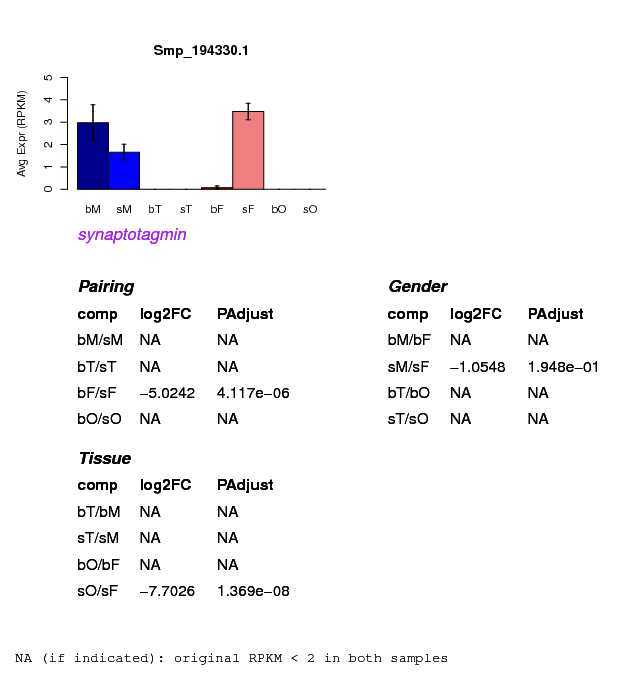 Smp_194330.1
Avg Expr (RPKM)
0 1 2 3 4 5
bM sM bT sT bF sF bO sO
synaptotagmin
Pairing
comp log2FC PAdjust
bM/sM NA NA
bT/sT NA NA
bF/sF −5.0242 4.117e−06
bO/sO NA NA
Gender
comp log2FC PAdjust
bM/bF NA NA
sM/sF −1.0548 1.948e−01
bT/bO NA NA
sT/sO NA NA
Tissue
comp log2FC PAdjust
bT/bM NA NA
sT/sM NA NA
bO/bF NA NA
sO/sF −7.7026 1.369e−08
NA (if indicated): original RPKM < 2 in both samples